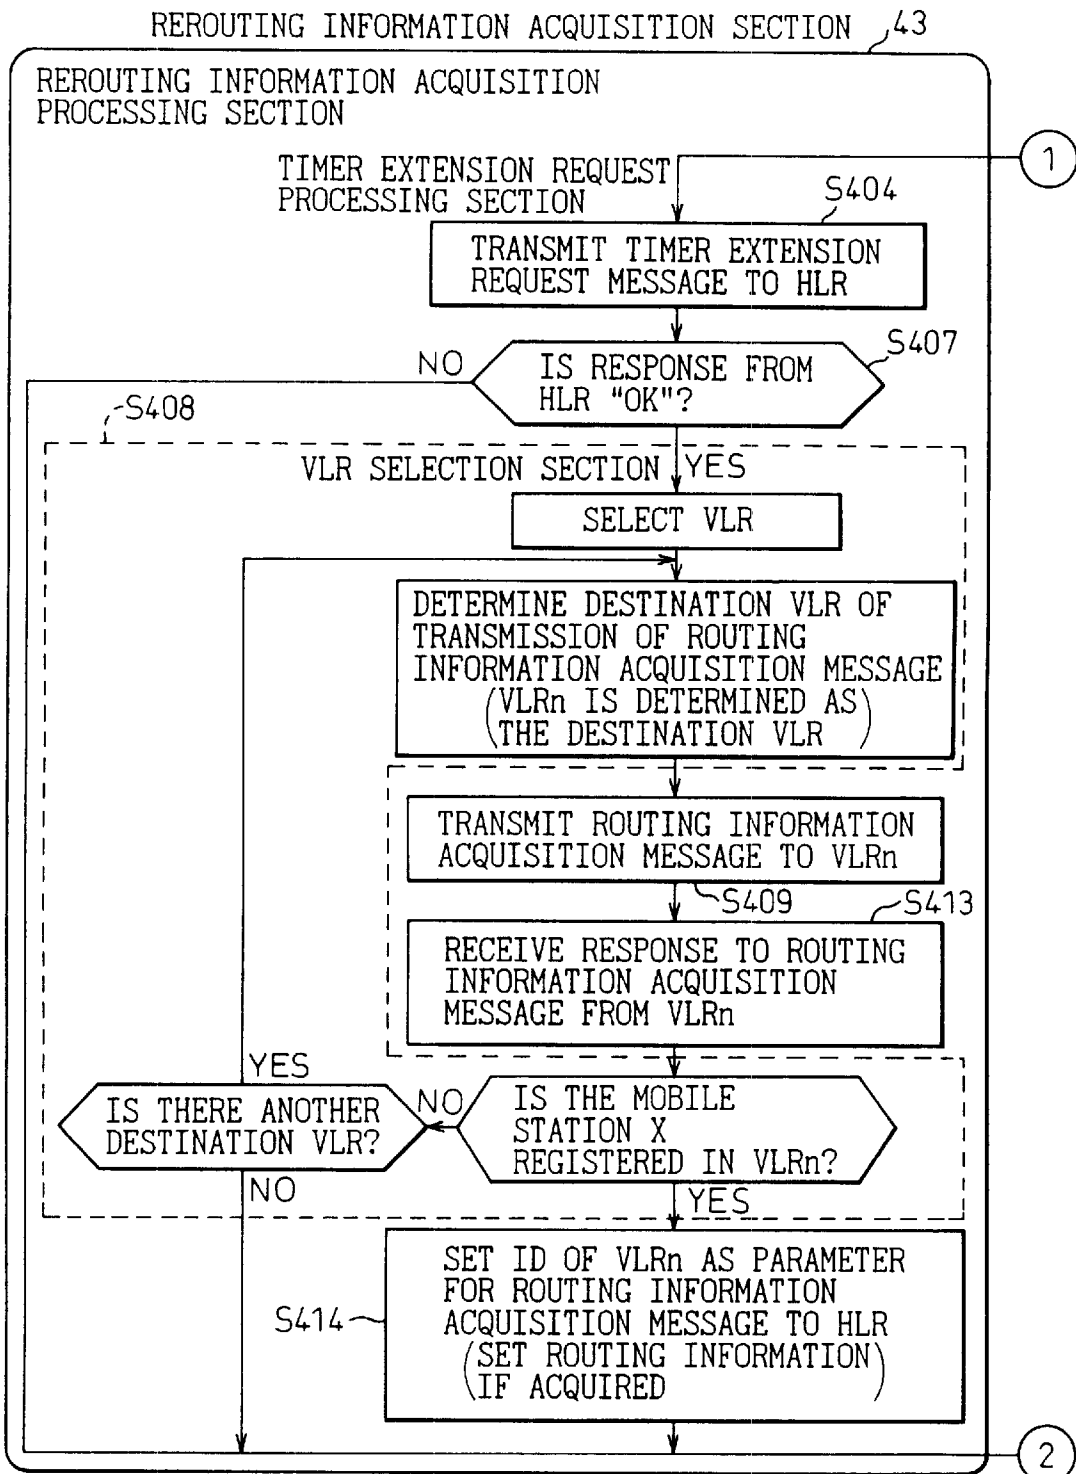 REROUTING INFORMATION ACQUISITION SECTION
43
REROUTING INFORMATION ACQUISITION
PROCESSING SECTION
1
TIMER EXTENSION REQUEST
PROCESSING SECTION
S404
TRANSMIT TIMER EXTENSION
REQUEST MESSAGE TO HLR
S407
NO
IS RESPONSE FROM
HLR "OK"?
S408
VLR SELECTION SECTION
YES
SELECT VLR
DETERMINE DESTINATION VLR OF
TRANSMISSION OF ROUTING
INFORMATION ACQUISITION MESSAGE
(VLRn IS DETERMINED AS
THE DESTINATION VLR)
TRANSMIT ROUTING INFORMATION
ACQUISITION MESSAGE TO VLRn
S409
S413
RECEIVE RESPONSE TO ROUTING
INFORMATION ACQUISITION
MESSAGE FROM VLRn
YES
IS THERE ANOTHER
DESTINATION VLR?
NO
NO
IS THE MOBILE
STATION X
REGISTERED IN VLRn?
YES
S414
SET ID OF VLRn AS PARAMETER
FOR ROUTING INFORMATION
ACQUISITION MESSAGE TO HLR
(SET ROUTING INFORMATION
IF ACQUIRED)
2